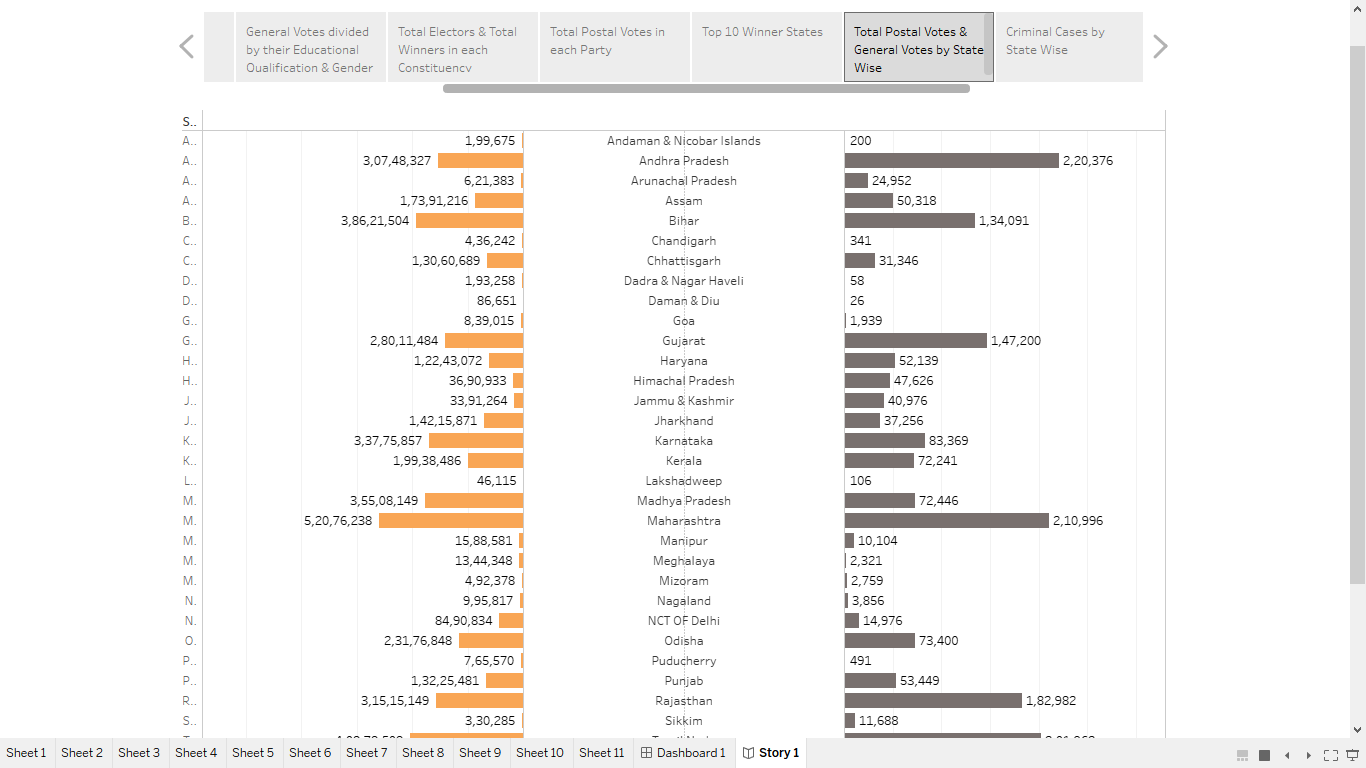 General Votes divided
by their Educational
Qualification & Gender
Total Electors & Total
Winners in each
Constituency
Total Postal Votes in
each Party
Top 10 Winner States
Total Postal Votes &
General Votes by State
Wise
Criminal Cases by
State Wise
S..
A.. 1,99,675 Andaman & Nicobar Islands 200
A.. 3,07,48,327 Andhra Pradesh 2,20,376
A.. 6,21,383 Arunachal Pradesh 24,952
A.. 1,73,91,216 Assam 50,318
B.. 3,86,21,504 Bihar 1,34,091
C.. 4,36,242 Chandigarh 341
C.. 1,30,60,689 Chhattisgarh 31,346
D.. 1,93,258 Dadra & Nagar Haveli 58
D.. 86,651 Daman & Diu 26
G.. 8,39,015 Goa 1,939
G.. 2,80,11,484 Gujarat 1,47,200
H.. 1,22,43,072 Haryana 52,139
H.. 36,90,933 Himachal Pradesh 47,626
J.. 33,91,264 Jammu & Kashmir 40,976
J.. 1,42,15,871 Jharkhand 37,256
K.. 3,37,75,857 Karnataka 83,369
K.. 1,99,38,486 Kerala 72,241
L.. 46,115 Lakshadweep 106
M. 3,55,08,149 Madhya Pradesh 72,446
M. 5,20,76,238 Maharashtra 2,10,996
M. 15,88,581 Manipur 10,104
M. 13,44,348 Meghalaya 2,321
M. 4,92,378 Mizoram 2,759
N. 9,95,817 Nagaland 3,856
N. 84,90,834 NCT OF Delhi 14,976
O. 2,31,76,848 Odisha 73,400
P.. 7,65,570 Puducherry 491
P.. 1,32,25,481 Punjab 53,449
R.. 3,15,15,149 Rajasthan 1,82,982
S.. 3,30,285 Sikkim 11,688
Sheet 1 Sheet 2 Sheet 3 Sheet 4 Sheet 5 Sheet 6 Sheet 7 Sheet 8 Sheet 9 Sheet 10 Sheet 11 Dashboard 1 Story 1